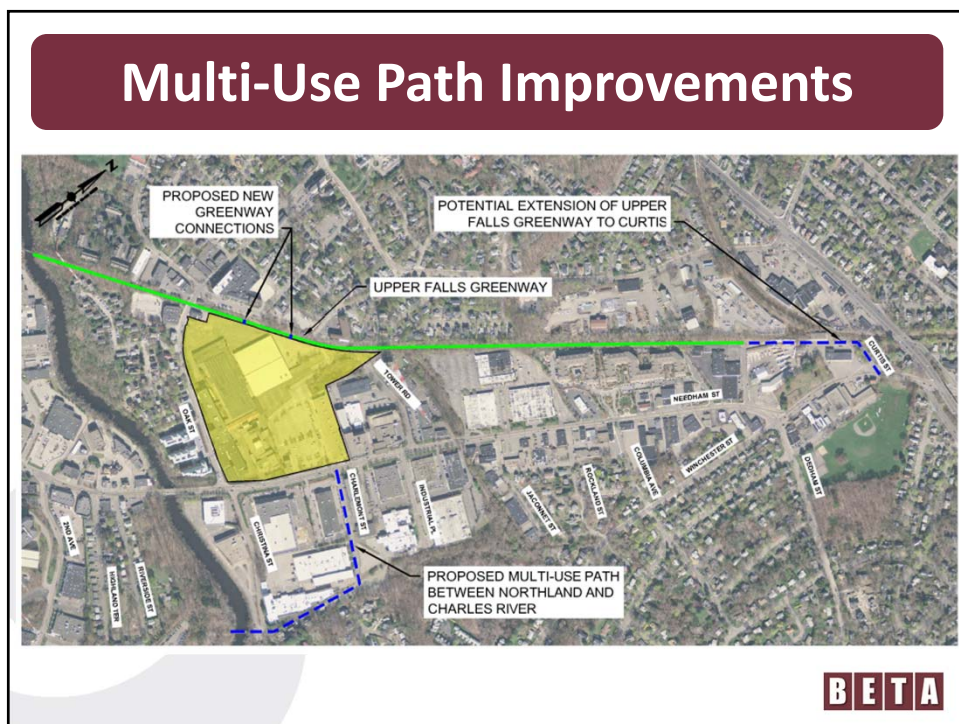 Multi-Use Path Improvements
N
PROPOSED NEW
GREENWAY
CONNECTIONS
POTENTIAL EXTENSION OF UPPER
FALLS GREENWAY TO CURTIS
UPPER FALLS GREENWAY
CURTIS ST
TOWER RD
NEEDHAM ST
OAK ST
WINCHESTER ST
COLUMBIA AVE
DEDHAM ST
ROCKLAND ST
CHARLEMONT ST
INDUSTRIAL PL
JACONNET ST
CHRISTINA ST
2ND AVE
HIGHLAND TER
RIVERSIDE ST
PROPOSED MULTI-USE PATH
BETWEEN NORTHLAND AND
CHARLES RIVER
BETA